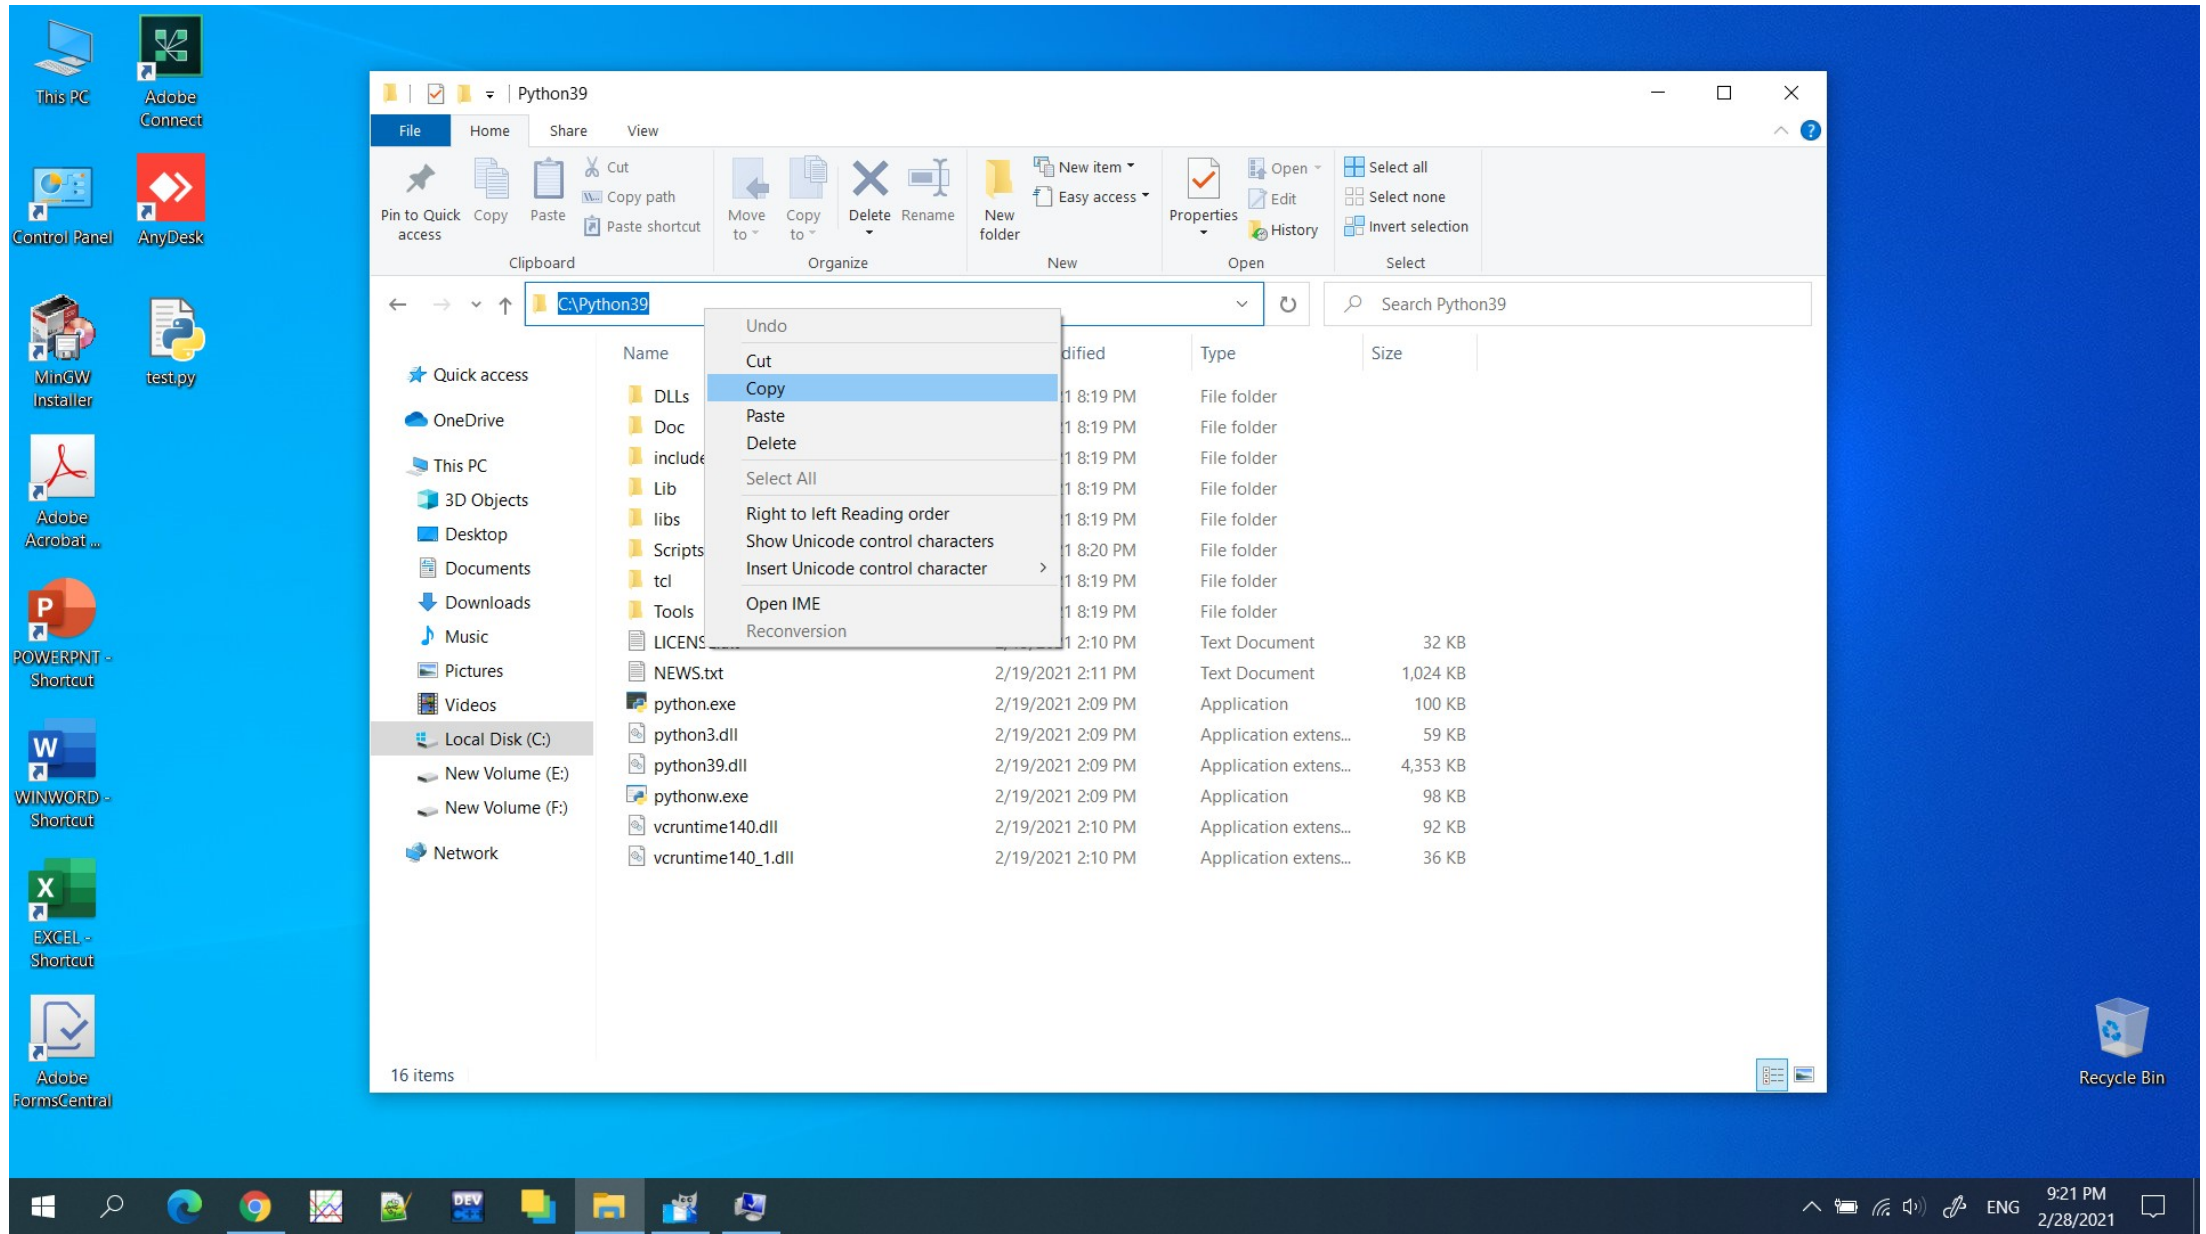 This PC
Adobe
Connect
Control Panel
AnyDesk
MinGW
Installer
test.py
Adobe
Acrobat ...
POWERPNT -
Shortcut
WINWORD -
Shortcut
EXCEL -
Shortcut
Adobe
FormsCentral
Python39
File
Home
Share
View
Pin to Quick
access
Copy
Paste
Cut
Copy path
Paste shortcut
Clipboard
Move
to
Copy
to
Delete
Rename
Organize
New
folder
New item
Easy access
New
Properties
Open
Edit
History
Open
Select all
Select none
Invert selection
Select
C:\Python39
Search Python39
Quick access
OneDrive
This PC
3D Objects
Desktop
Documents
Downloads
Music
Pictures
Videos
Local Disk (C:)
New Volume (E:)
New Volume (F:)
Network
Name
Type
Size
Undo
Cut
Copy
Paste
Delete
Select All
Right to left Reading order
Show Unicode control characters
Insert Unicode control character
Open IME
Reconversion
DLLs 8:19 PM File folder
Doc 8:19 PM File folder
include 8:19 PM File folder
Lib 8:19 PM File folder
libs 8:19 PM File folder
Scripts 8:20 PM File folder
tcl 8:19 PM File folder
Tools 8:19 PM File folder
2:10 PM Text Document 32 KB
NEWS.txt 2/19/2021 2:11 PM Text Document 1,024 KB
python.exe 2/19/2021 2:09 PM Application 100 KB
python3.dll 2/19/2021 2:09 PM Application extens... 59 KB
python39.dll 2/19/2021 2:09 PM Application extens... 4,353 KB
pythonw.exe 2/19/2021 2:09 PM Application 98 KB
vcruntime140.dll 2/19/2021 2:10 PM Application extens... 92 KB
vcruntime140_1.dll 2/19/2021 2:10 PM Application extens... 36 KB
16 items
Recycle Bin
DEV
C++
ENG
9:21 PM
2/28/2021